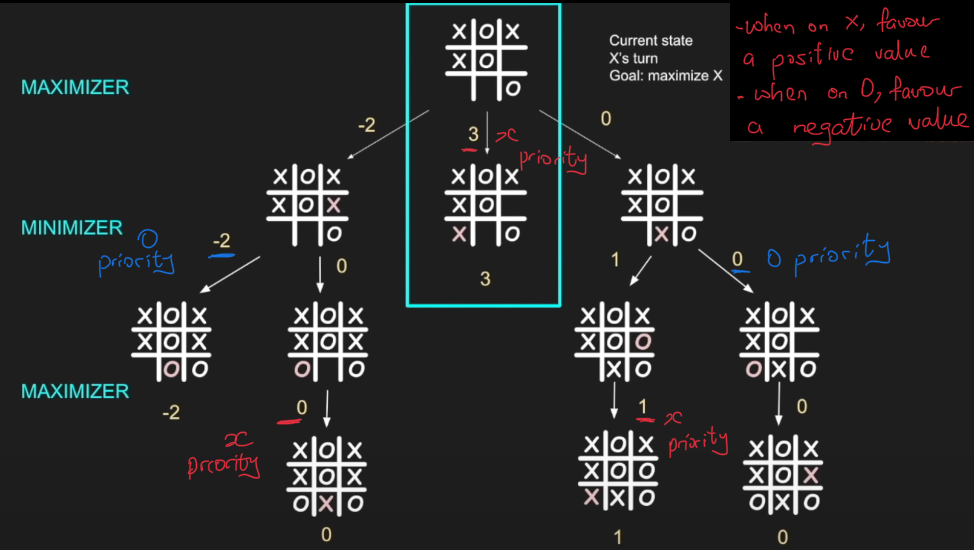 -when on X, favour
a positive value
- when on O, favour
a negative value
Current state
X's turn
Goal: maximize X
X O X
X O
O
MAXIMIZER
-2
3
x
priority
0
X O X
X O X
O
X O X
X O
X O
X O X
X O
X O
MINIMIZER
O
priority
-2
0
3
1
0
O priority
X O X
X O X
O O
X O X
X O X
O O
X O X
X O O
X O
X O X
X O
O X O
MAXIMIZER
-2
0
x
prcority
1
x
priority
0
X O X
X O X
O X O
0
X O X
X O O
X X O
1
X O X
X O X
O X O
0